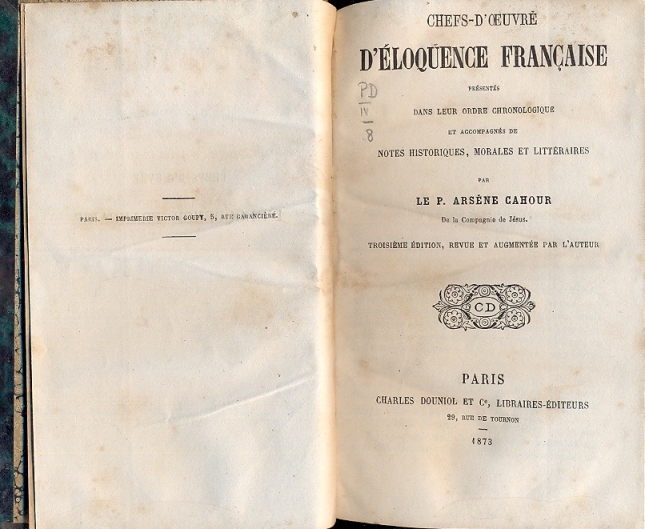 PARIS. — IMPRIMERIE VICTOR GOUPY, 5, RUE GARANCIÈRE.
CHEFS-D'ŒUVRE
D'ÉLOQUENCE FRANÇAISE
PRÉSENTÉS
DANS LEUR ORDRE CHRONOLOGIQUE
ET ACCOMPAGNÉS DE
NOTES HISTORIQUES, MORALES ET LITTÉRAIRES
PAR
LE P. ARSÈNE CAHOUR
De la Compagnie de Jésus.
TROISIÈME ÉDITION, REVUE ET AUGMENTÉE PAR L'AUTEUR
CD
PARIS
CHARLES DOUNIOL ET Cie, LIBRAIRES-ÉDITEURS
29, RUE DE TOURNON
1873
PD
IV
8